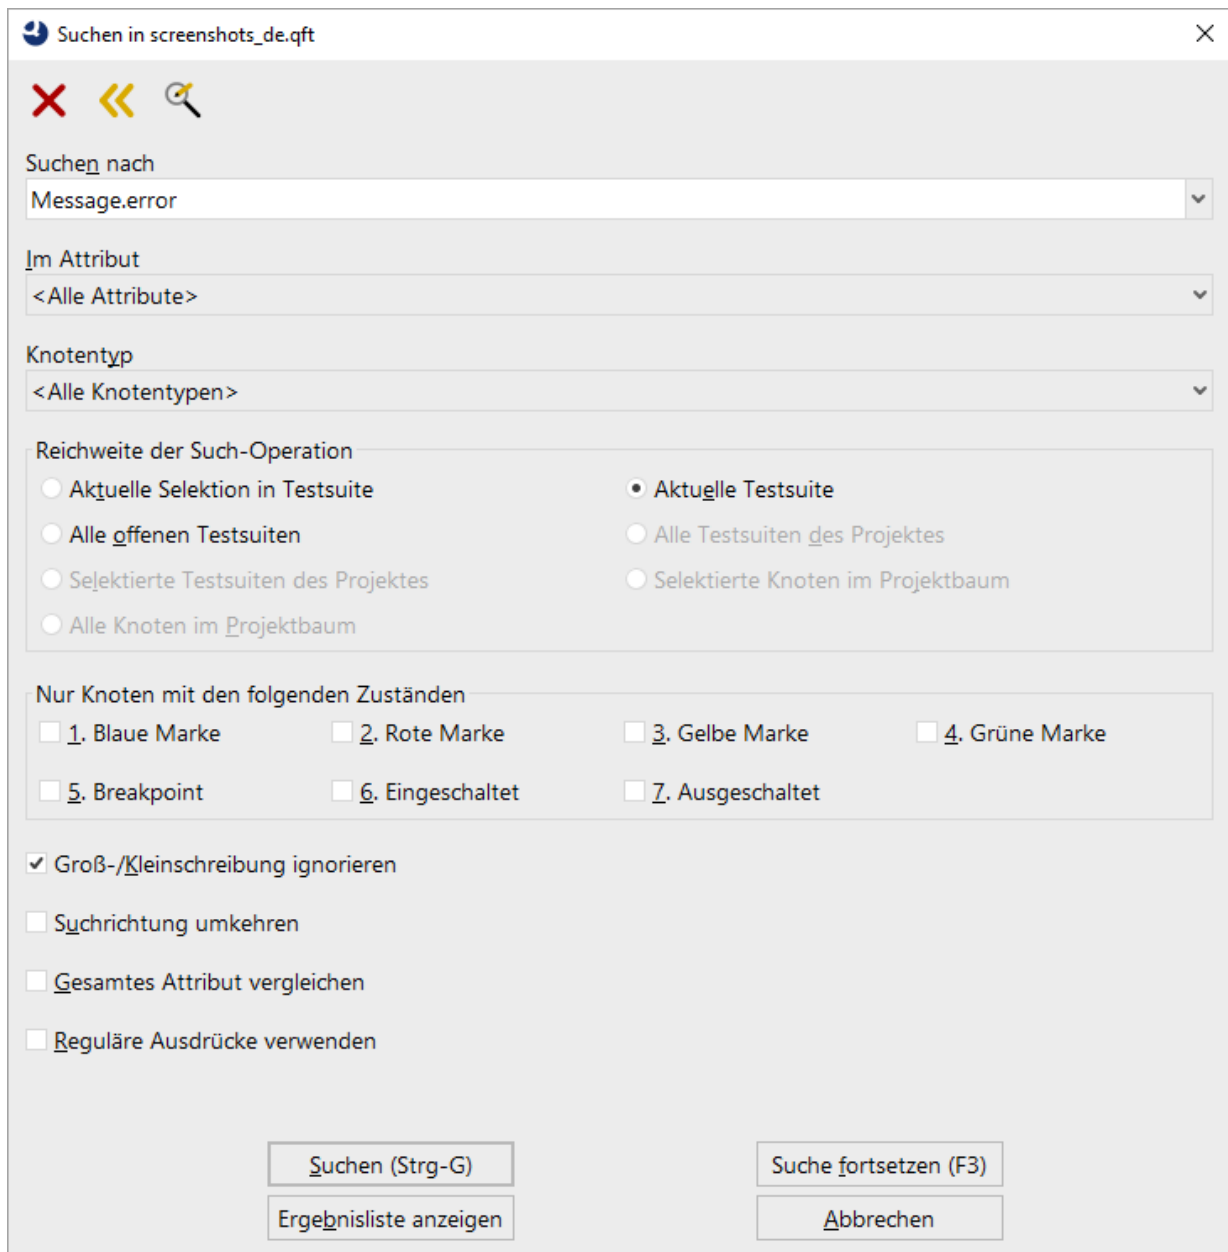 Suchen in screenshots_de.qft
Suchen nach
Message.error
Im Attribut
<Alle Attribute>
Knotentyp
<Alle Knotentypen>
Reichweite der Such-Operation
Aktuelle Selektion in Testsuite Aktuelle Testsuite
Alle offenen Testsuiten Alle Testsuiten des Projektes
Selektierte Testsuiten des Projektes Selektierte Knoten im Projektbaum
Alle Knoten im Projektbaum
Nur Knoten mit den folgenden Zuständen
1. Blaue Marke 2. Rote Marke 3. Gelbe Marke 4. Grüne Marke
5. Breakpoint 6. Eingeschaltet 7. Ausgeschaltet
Groß-/Kleinschreibung ignorieren
Suchrichtung umkehren
Gesamtes Attribut vergleichen
Reguläre Ausdrücke verwenden
Suchen (Strg-G) Suche fortsetzen (F3)
Ergebnisliste anzeigen Abbrechen